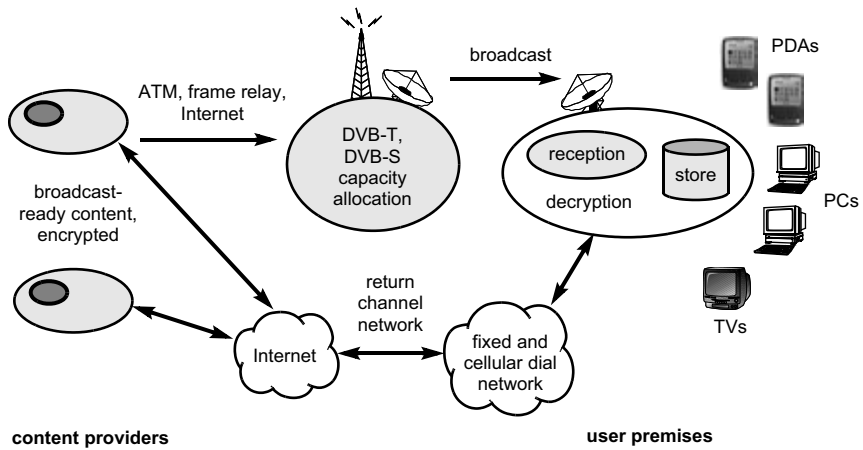 ATM, frame relay,
Internet
broadcast
PDAs
DVB-T,
DVB-S
capacity
allocation
reception
store
decryption
PCs
broadcast-
ready content,
encrypted
return
channel
network
TVs
Internet
fixed and
cellular dial
network
content providers
user premises